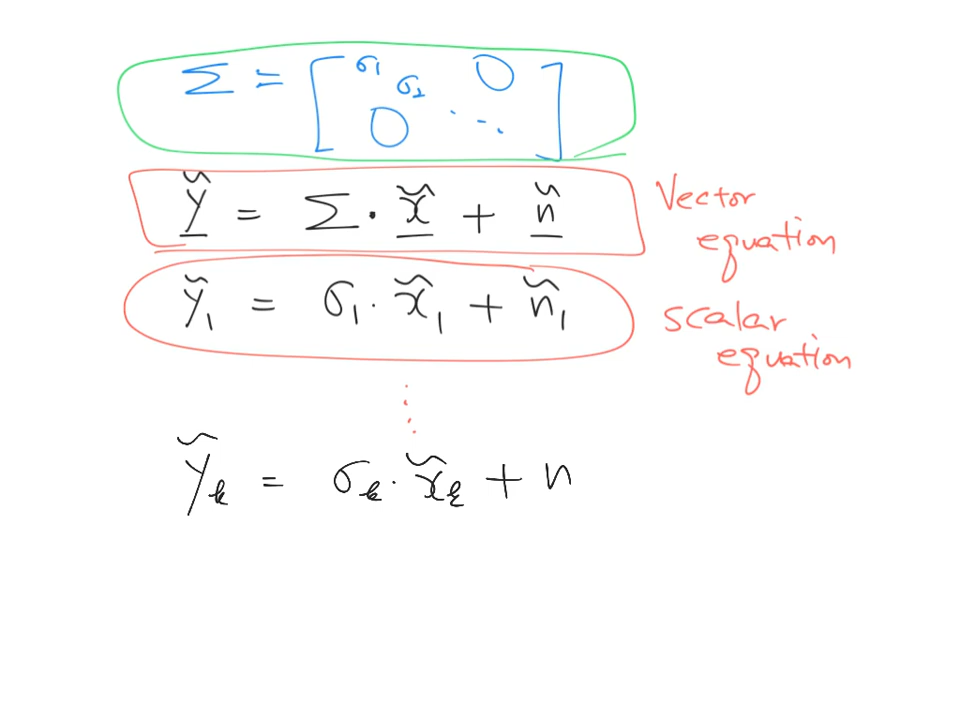 Σ = [σ₁ σ₂ 0 0 ⋱]
ỹ = Σ · x̃ + ñ
Vector
equation
ỹ₁ = σ₁ · x̃₁ + ñ₁
scalar
equation
⋮
ỹₖ = σₖ · x̃ₖ + n